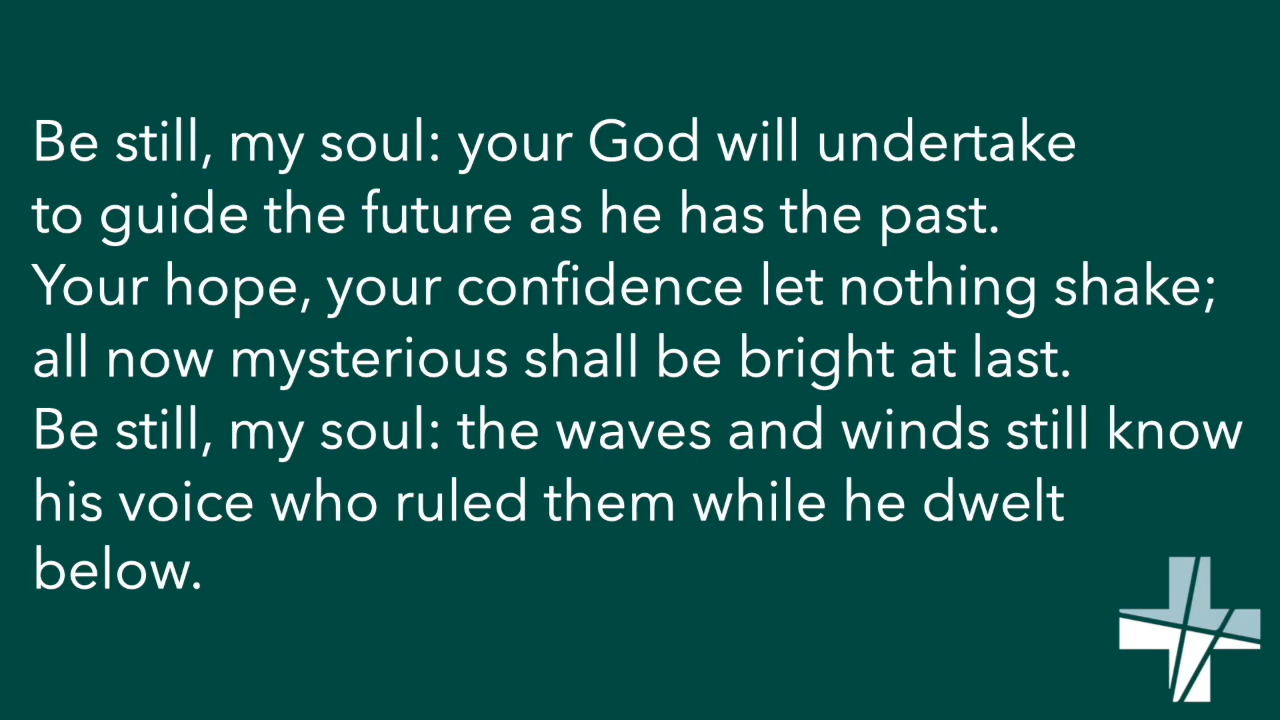 Be still, my soul: your God will undertake
to guide the future as he has the past.
Your hope, your confidence let nothing shake;
all now mysterious shall be bright at last.
Be still, my soul: the waves and winds still know
his voice who ruled them while he dwelt
below.